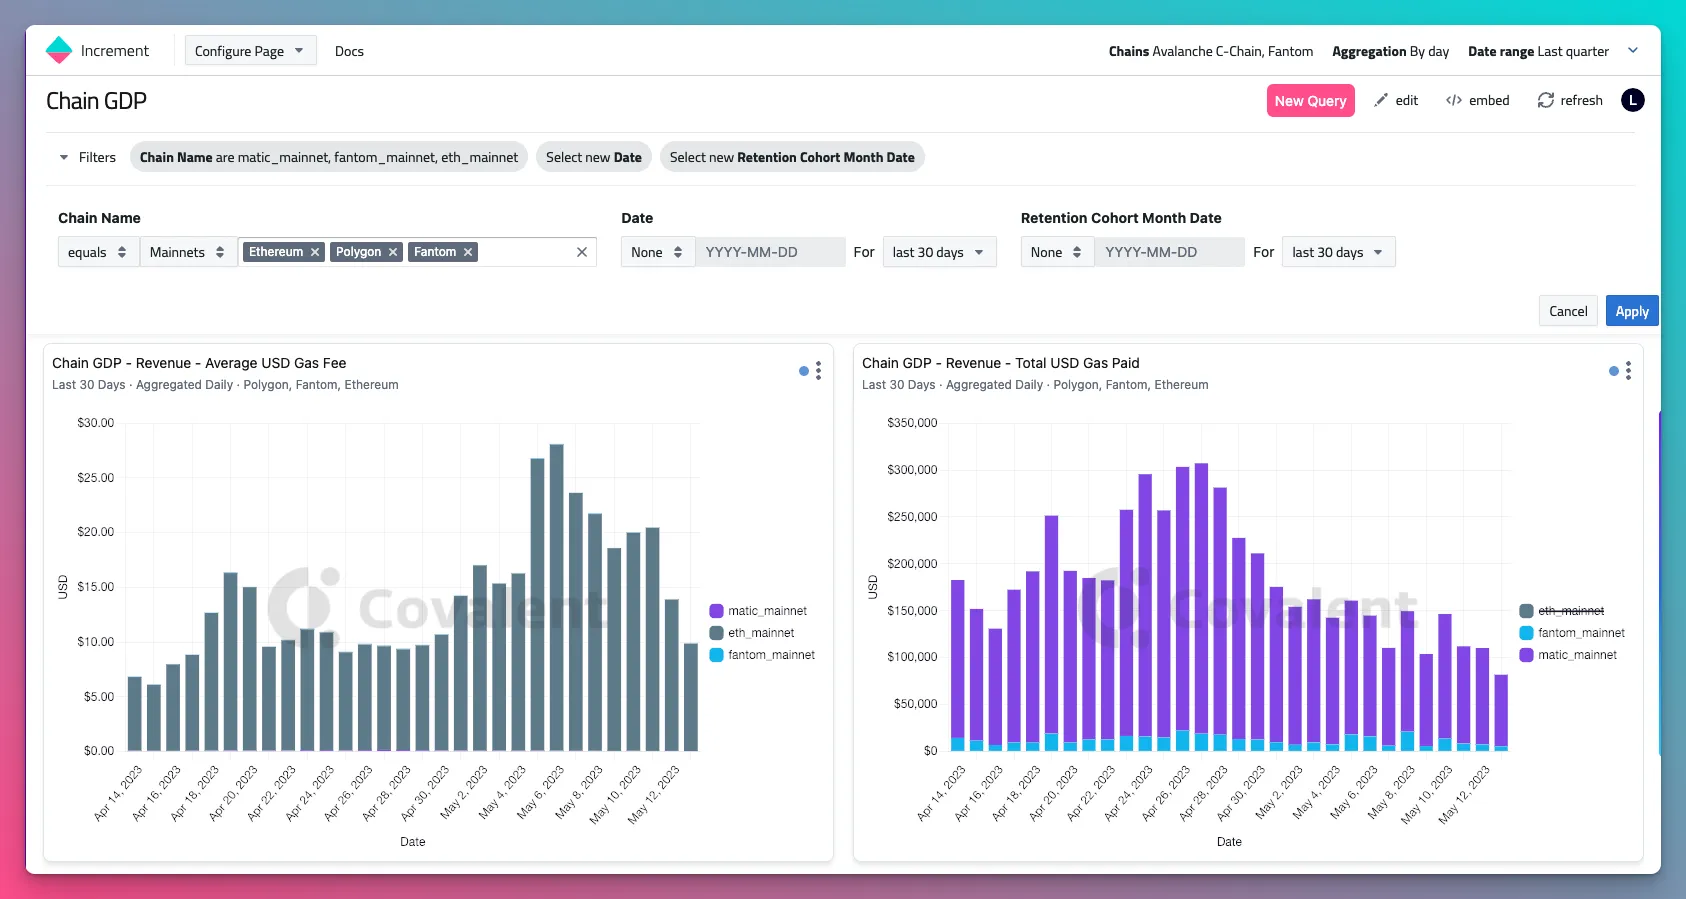 Increment
Configure Page
Docs
Chains Avalanche C-Chain, Fantom
Aggregation By day
Date range Last quarter
Chain GDP
New Query
edit
embed
refresh
L
Filters
Chain Name are matic_mainnet, fantom_mainnet, eth_mainnet
Select new Date
Select new Retention Cohort Month Date
Chain Name
Date
Retention Cohort Month Date
equals
Mainnets
Ethereum
Polygon
Fantom
None
YYYY-MM-DD
For
last 30 days
None
YYYY-MM-DD
For
last 30 days
Cancel
Apply
Chain GDP - Revenue - Average USD Gas Fee
Last 30 Days · Aggregated Daily · Polygon, Fantom, Ethereum
$30.00
$25.00
$20.00
$15.00
$10.00
$5.00
$0.00
USD
Covalent
matic_mainnet
eth_mainnet
fantom_mainnet
Apr 14, 2023
Apr 16, 2023
Apr 18, 2023
Apr 20, 2023
Apr 22, 2023
Apr 24, 2023
Apr 26, 2023
Apr 28, 2023
Apr 30, 2023
May 2, 2023
May 4, 2023
May 6, 2023
May 8, 2023
May 10, 2023
May 12, 2023
Date
Chain GDP - Revenue - Total USD Gas Paid
Last 30 Days · Aggregated Daily · Polygon, Fantom, Ethereum
$350,000
$300,000
$250,000
$200,000
$150,000
$100,000
$50,000
$0
USD
Covalent
eth_mainnet
fantom_mainnet
matic_mainnet
Apr 14, 2023
Apr 16, 2023
Apr 18, 2023
Apr 20, 2023
Apr 22, 2023
Apr 24, 2023
Apr 26, 2023
Apr 28, 2023
Apr 30, 2023
May 2, 2023
May 4, 2023
May 6, 2023
May 8, 2023
May 10, 2023
May 12, 2023
Date